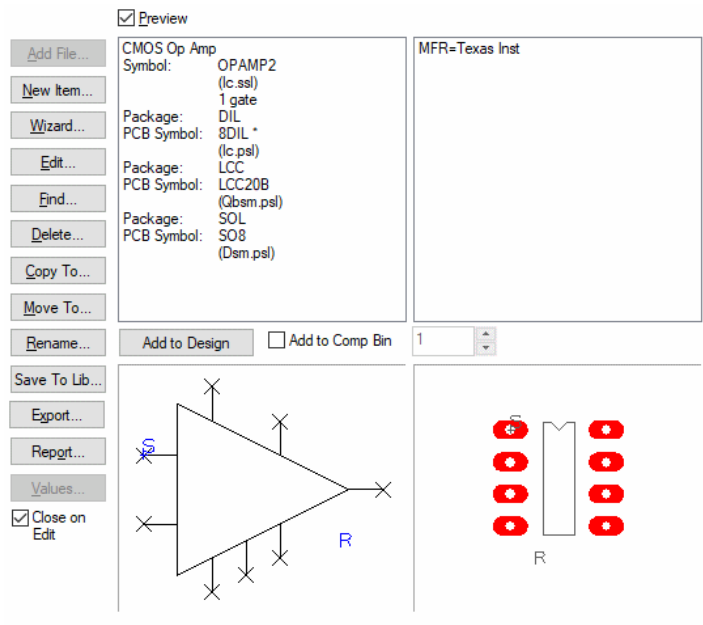 Preview
Add File...
New Item...
Wizard...
Edit...
Find...
Delete...
Copy To...
Move To...
Rename...
Save To Lib...
Export...
Report...
Values...
Close on
Edit
CMOS Op Amp
Symbol: OPAMP2
(Ic.ssl)
1 gate
Package: DIL
PCB Symbol: 8DIL *
(Ic.psl)
Package: LCC
PCB Symbol: LCC20B
(Qbsm.psl)
Package: SOL
PCB Symbol: SO8
(Dsm.psl)
MFR=Texas Inst
Add to Design
Add to Comp Bin
1
S
R
S
R